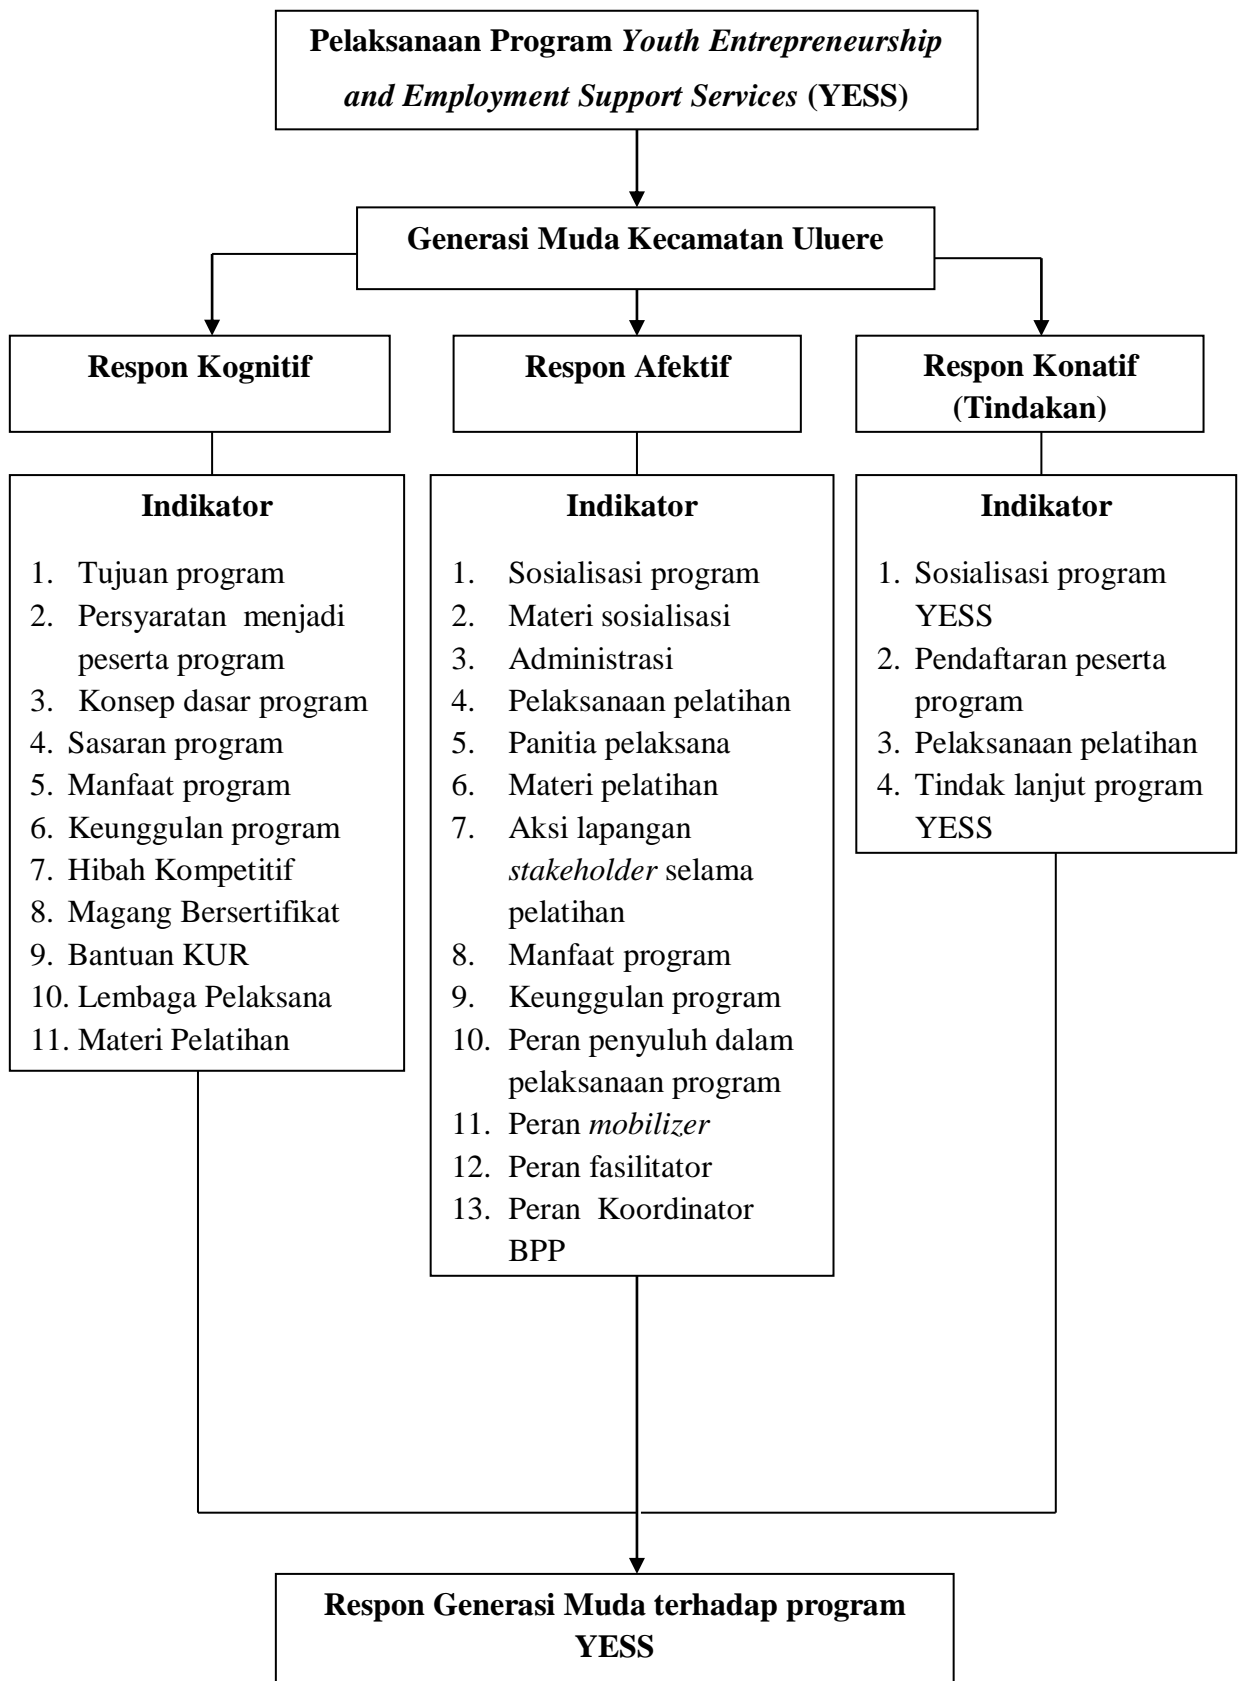 Pelaksanaan Program Youth Entrepreneurship
and Employment Support Services (YESS)
Generasi Muda Kecamatan Uluere
Respon Kognitif
Respon Afektif
Respon Konatif
(Tindakan)
Indikator
1. Tujuan program
2. Persyaratan menjadi
peserta program
3. Konsep dasar program
4. Sasaran program
5. Manfaat program
6. Keunggulan program
7. Hibah Kompetitif
8. Magang Bersertifikat
9. Bantuan KUR
10. Lembaga Pelaksana
11. Materi Pelatihan
Indikator
1. Sosialisasi program
2. Materi sosialisasi
3. Administrasi
4. Pelaksanaan pelatihan
5. Panitia pelaksana
6. Materi pelatihan
7. Aksi lapangan
stakeholder selama
pelatihan
8. Manfaat program
9. Keunggulan program
10. Peran penyuluh dalam
pelaksanaan program
11. Peran mobilizer
12. Peran fasilitator
13. Peran Koordinator
BPP
Indikator
1. Sosialisasi program
YESS
2. Pendaftaran peserta
program
3. Pelaksanaan pelatihan
4. Tindak lanjut program
YESS
Respon Generasi Muda terhadap program
YESS